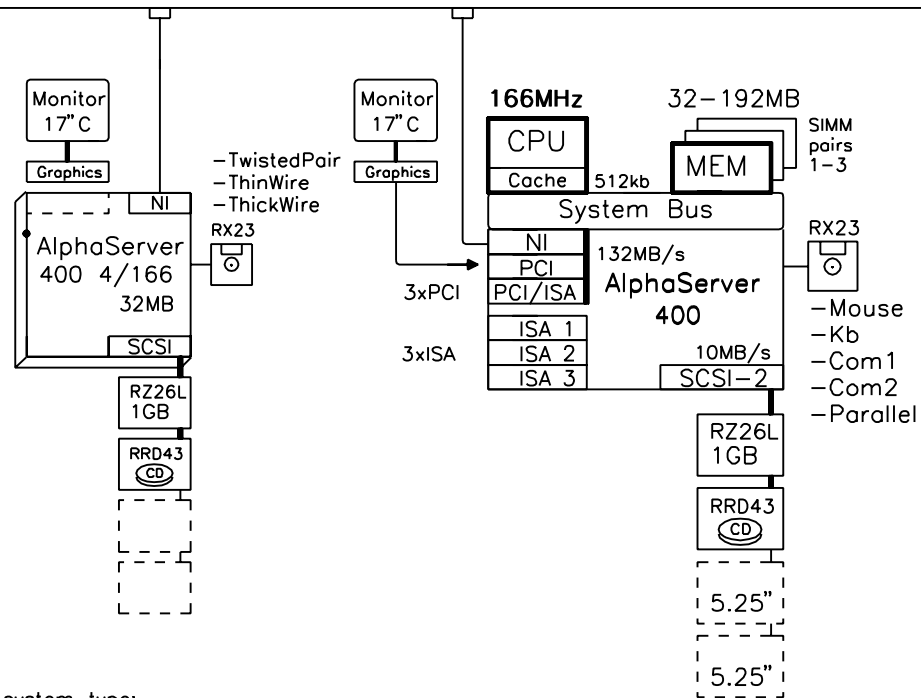 Monitor
17"C
Graphics
-TwistedPair
-ThinWire
-ThickWire
NI
RX23
AlphaServer
400 4/166
32MB
SCSI
RZ26L
1GB
RRD43
CD
Monitor
17"C
Graphics
166MHz
CPU
Cache
512kb
32-192MB
MEM
SIMM
pairs
1-3
System Bus
NI
PCI
PCI/ISA
3xPCI
132MB/s
AlphaServer
400
RX23
ISA 1
ISA 2
ISA 3
3xISA
10MB/s
SCSI-2
-Mouse
-Kb
-Com1
-Com2
-Parallel
RZ26L
1GB
RRD43
CD
5.25"
5.25"
system type: